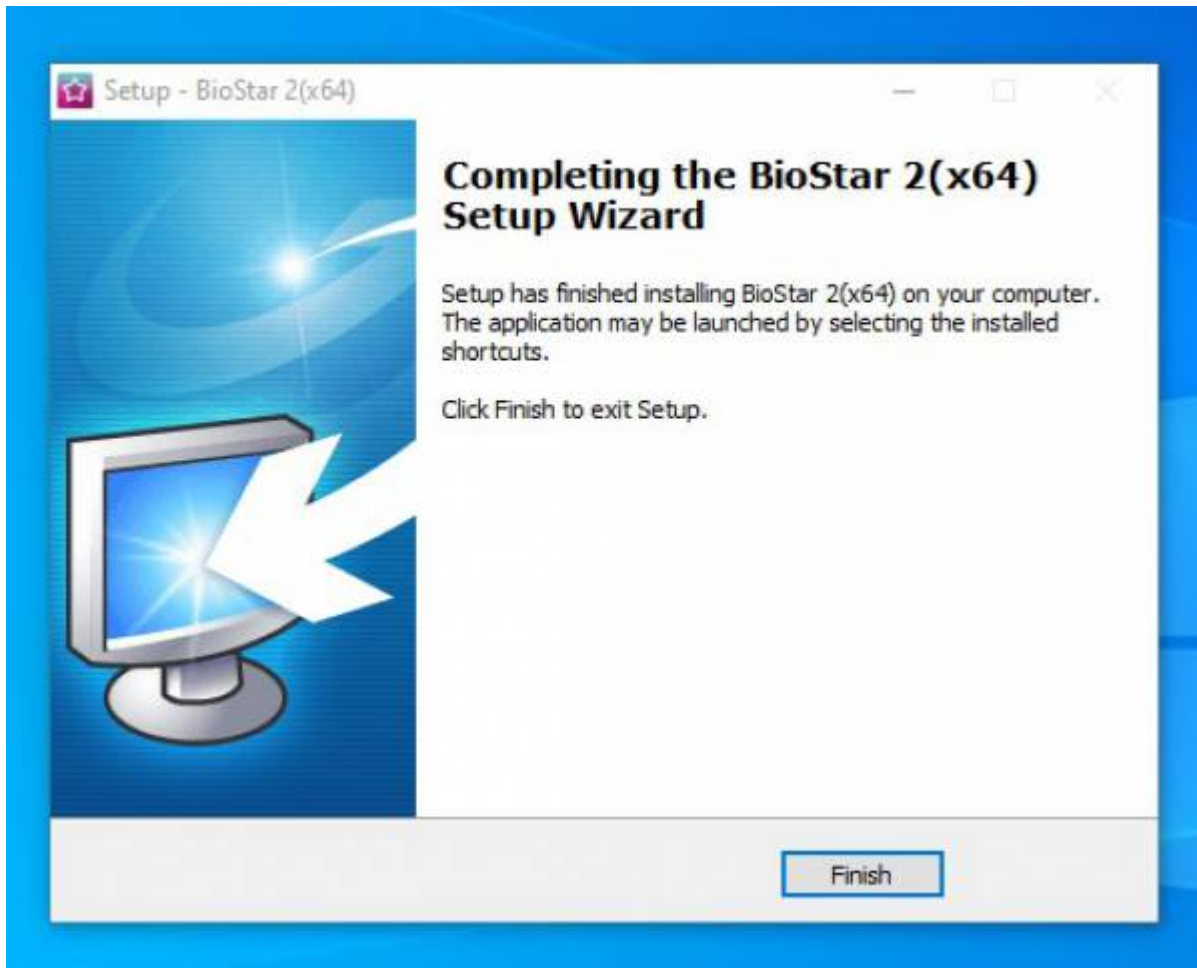 Setup - BioStar 2(x64)
Completing the BioStar 2(x64)
Setup Wizard
Setup has finished installing BioStar 2(x64) on your computer.
The application may be launched by selecting the installed
shortcuts.
Click Finish to exit Setup.
Finish